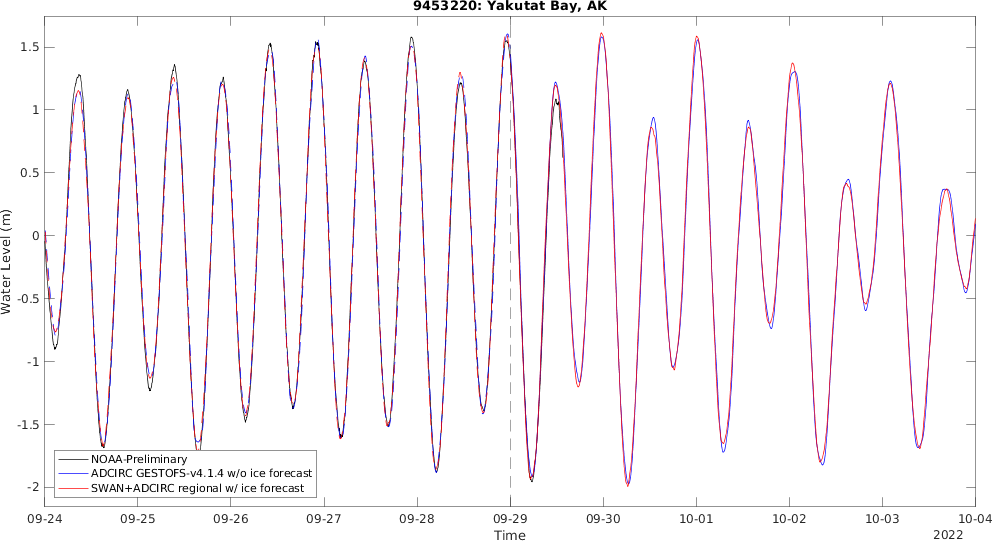 9453220: Yakutat Bay, AK
Water Level (m)
1.5
1
0.5
0
-0.5
-1
-1.5
-2
NOAA-Preliminary
ADCIRC GESTOFS-v4.1.4 w/o ice forecast
SWAN+ADCIRC regional w/ ice forecast
09-24 09-25 09-26 09-27 09-28 09-29 09-30 10-01 10-02 10-03 10-04
Time
2022